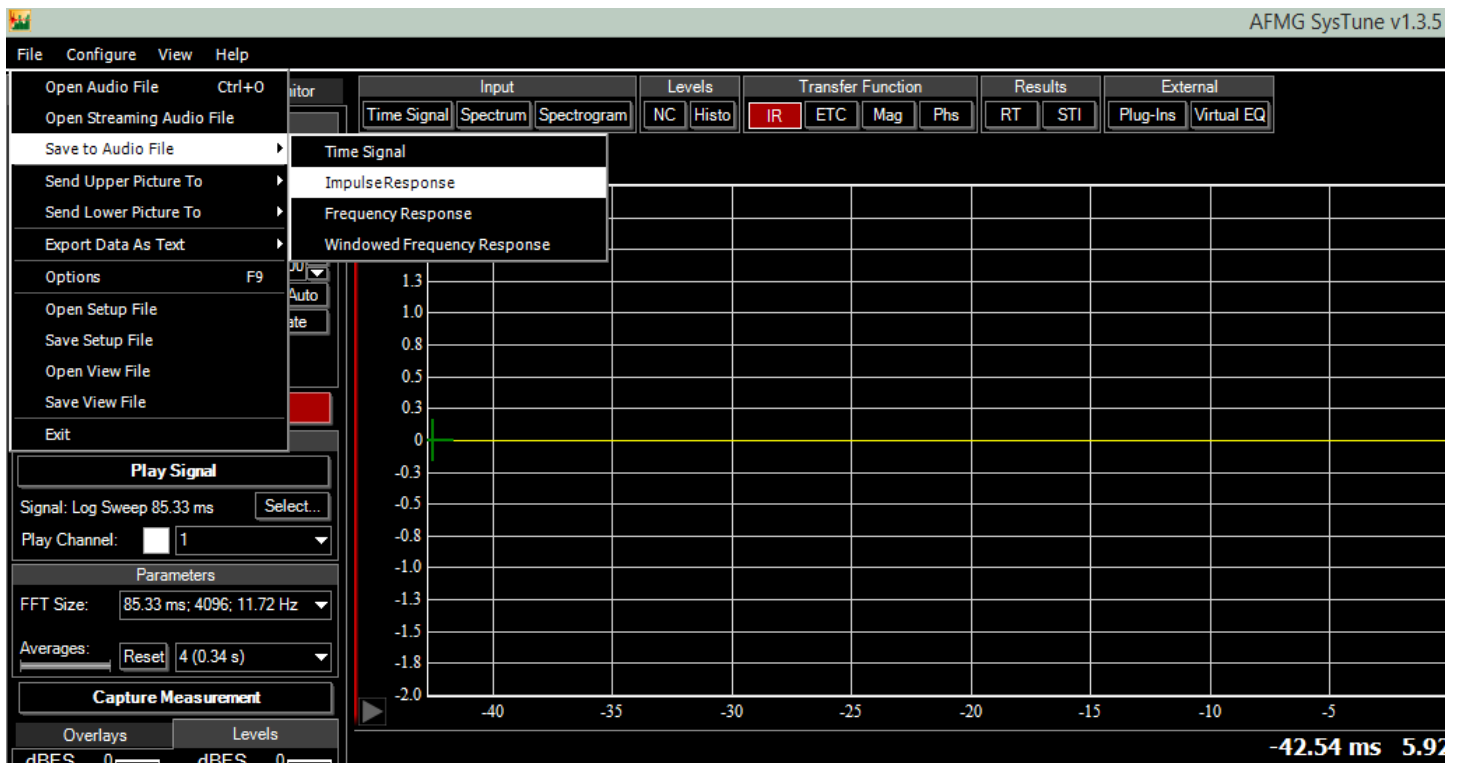 AFMG SysTune v1.3.5
File Configure View Help
Open Audio File Ctrl+O
Open Streaming Audio File
Save to Audio File
Send Upper Picture To
Send Lower Picture To
Export Data As Text
Options F9
Open Setup File
Save Setup File
Open View File
Save View File
Exit
Time Signal
ImpulseResponse
Frequency Response
Windowed Frequency Response
Input Levels Transfer Function Results External
Time Signal Spectrum Spectrogram NC Histo IR ETC Mag Phs RT STI Plug-Ins Virtual EQ
Auto
Play Signal
Signal: Log Sweep 85.33 ms Select...
Play Channel: 1
Parameters
FFT Size: 85.33 ms; 4096; 11.72 Hz
Averages: Reset 4 (0.34 s)
Capture Measurement
Overlays Levels
dBFS 0 dBFS 0
1.3
1.0
0.8
0.5
0.3
0
-0.3
-0.5
-0.8
-1.0
-1.3
-1.5
-1.8
-2.0
-40 -35 -30 -25 -20 -15 -10 -5
-42.54 ms 5.92